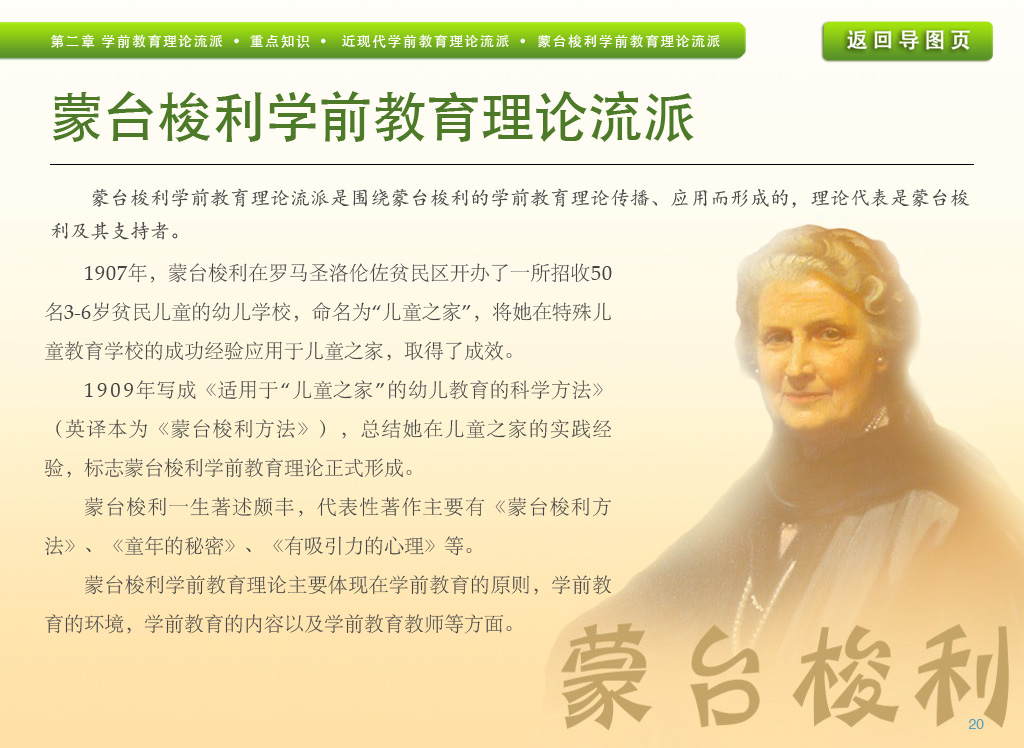 第二章 学前教育理论流派 • 重点知识 • 近现代学前教育理论流派 • 蒙台梭利学前教育理论流派
返回导图页
蒙台梭利学前教育理论流派
蒙台梭利学前教育理论流派是围绕蒙台梭利的学前教育理论传播、应用而形成的，理论代表是蒙台梭
利及其支持者。
1907年，蒙台梭利在罗马圣洛伦佐贫民区开办了一所招收50
名3-6岁贫民儿童的幼儿学校，命名为“儿童之家”，将她在特殊儿
童教育学校的成功经验应用于儿童之家，取得了成效。
1909年写成《适用于“儿童之家”的幼儿教育的科学方法》
（英译本为《蒙台梭利方法》），总结她在儿童之家的实践经
验，标志蒙台梭利学前教育理论正式形成。
蒙台梭利一生著述颇丰，代表性著作主要有《蒙台梭利方
法》、《童年的秘密》、《有吸引力的心理》等。
蒙台梭利学前教育理论主要体现在学前教育的原则，学前教
育的环境，学前教育的内容以及学前教育教师等方面。
蒙台梭利
20